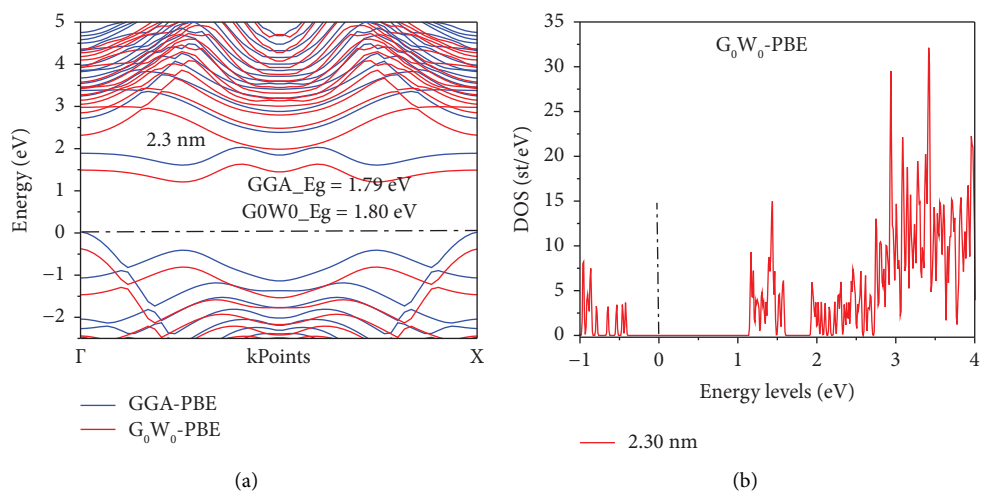 5
4
3
2
1
0
−1
−2
Energy (eV)
2.3 nm
GGA_Eg = 1.79 eV
G0W0_Eg = 1.80 eV
Γ
kPoints
X
GGA-PBE
G₀W₀-PBE
(a)
35
30
25
20
15
10
5
0
DOS (st/eV)
G₀W₀-PBE
−1
0
1
2
3
4
Energy levels (eV)
2.30 nm
(b)